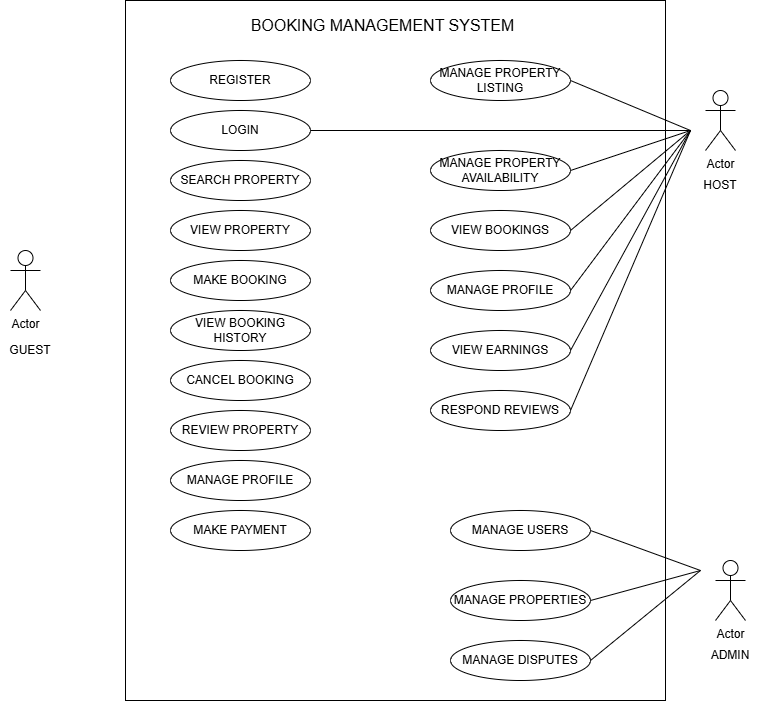 BOOKING MANAGEMENT SYSTEM
REGISTER
LOGIN
SEARCH PROPERTY
VIEW PROPERTY
MAKE BOOKING
VIEW BOOKING
HISTORY
CANCEL BOOKING
REVIEW PROPERTY
MANAGE PROFILE
MAKE PAYMENT
MANAGE PROPERTY
LISTING
MANAGE PROPERTY
AVAILABILITY
VIEW BOOKINGS
MANAGE PROFILE
VIEW EARNINGS
RESPOND REVIEWS
MANAGE USERS
MANAGE PROPERTIES
MANAGE DISPUTES
Actor
GUEST
Actor
HOST
Actor
ADMIN